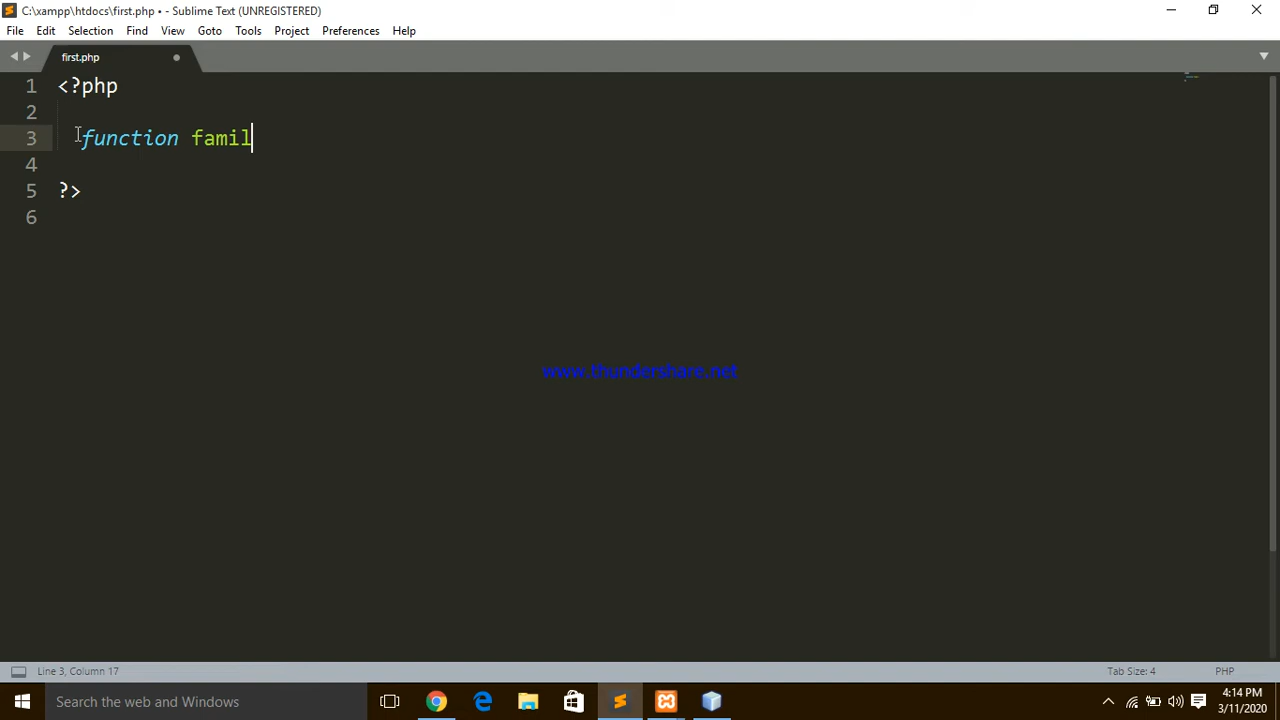 C:\xampp\htdocs\first.php • - Sublime Text (UNREGISTERED)
File Edit Selection Find View Goto Tools Project Preferences Help
first.php
1 <?php
2
3 function famil
4
5 ?>
6
www.thundershare.net
Line 3, Column 17 Tab Size: 4 PHP
Search the web and Windows 4:14 PM
3/11/2020